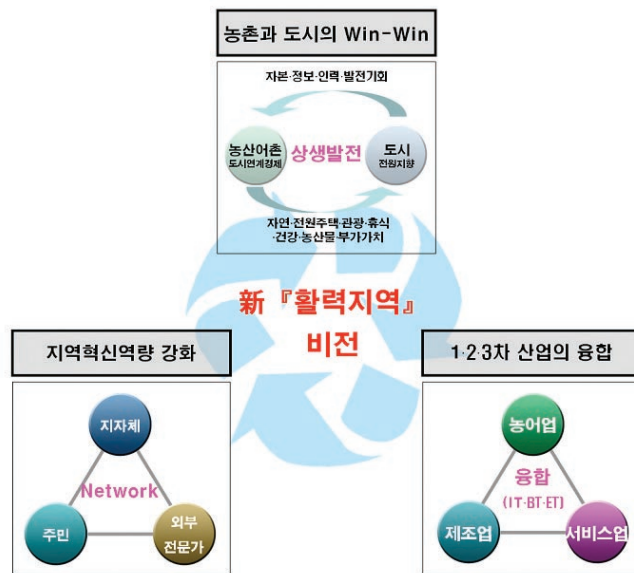 농촌과 도시의 Win-Win
자본·정보·인력·발전기회
농산어촌
도시연계경제
상생발전
도시
전원지향
자연·전원주택·관광·휴식
·건강·농산물·부가가치
新『활력지역』
비전
지역혁신역량 강화
지자체
Network
주민
외부
전문가
1·2·3차 산업의 융합
농어업
융합
(IT·BT·ET)
제조업
서비스업